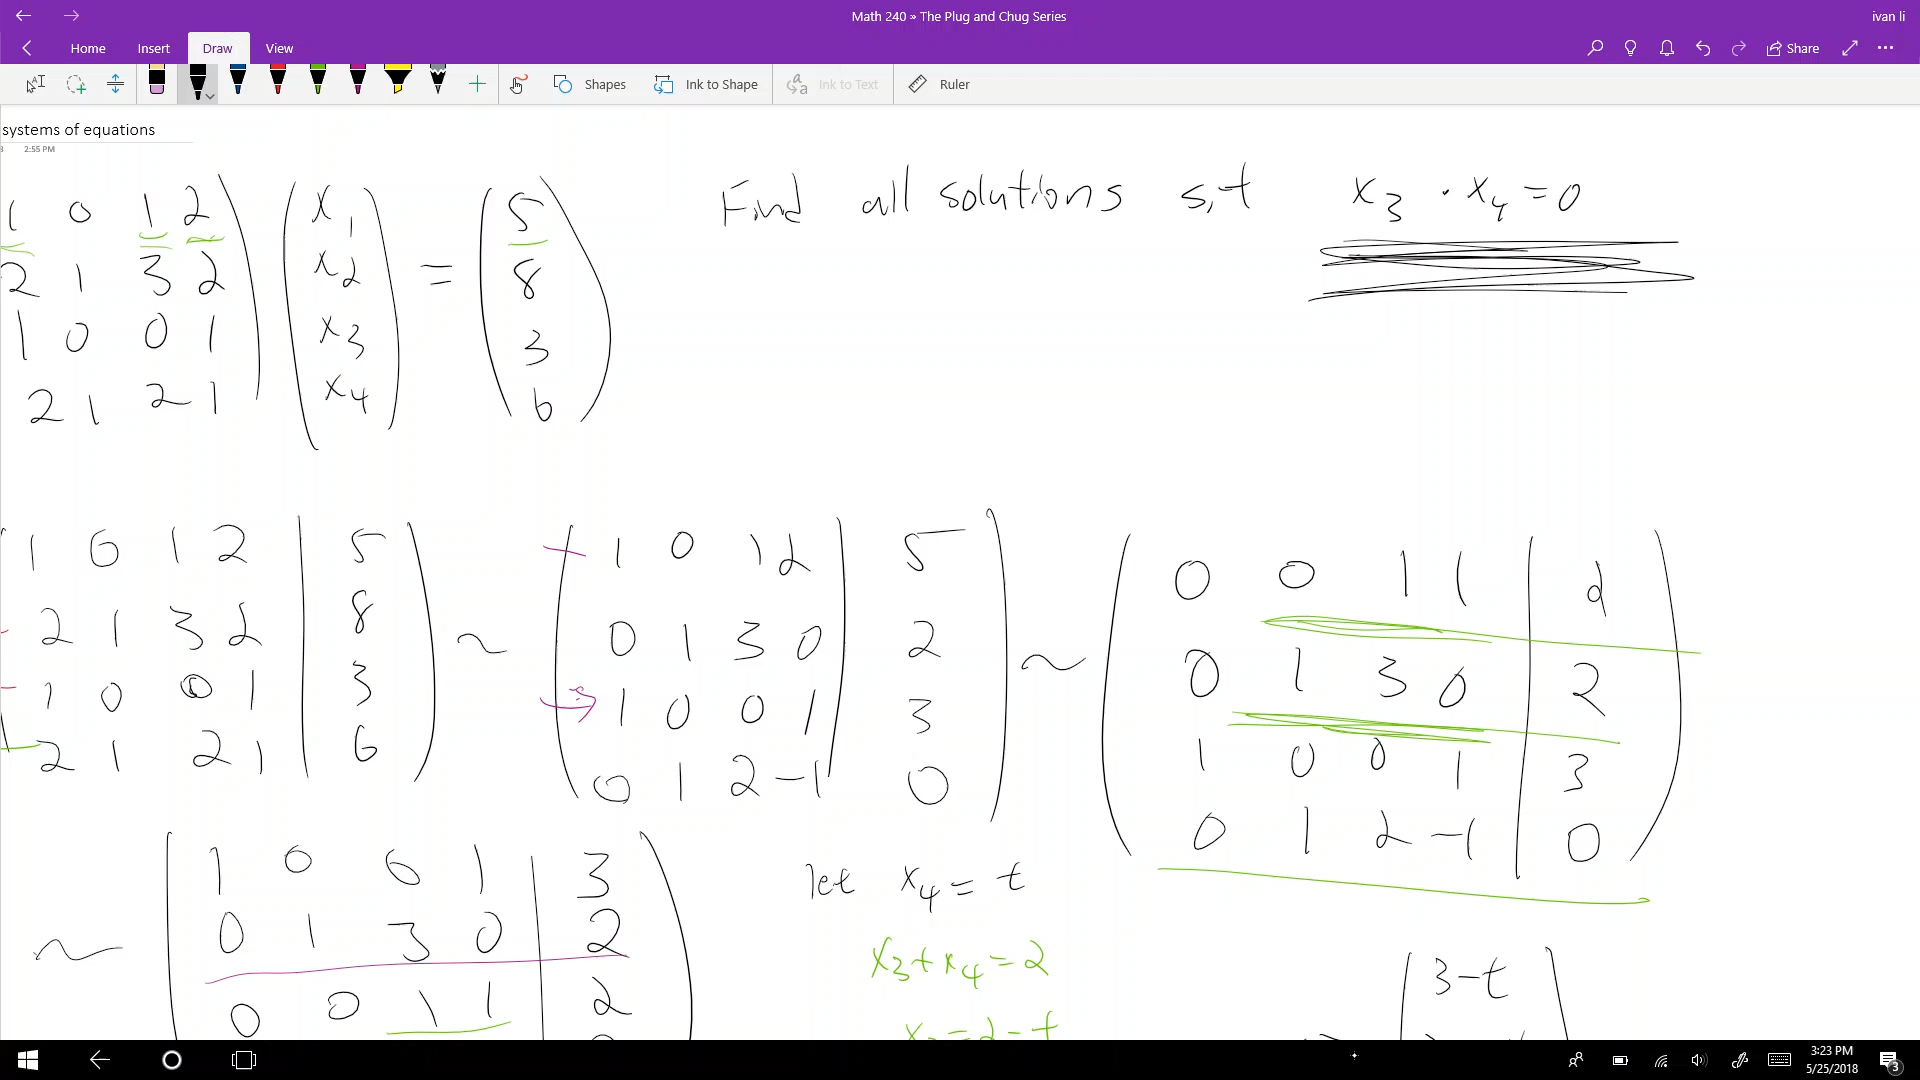 Math 240 » The Plug and Chug Series
ivan li
Home Insert Draw View
Share
Shapes Ink to Shape Ink to Text Ruler
systems of equations
2:55 PM
Find all solutions s,t x3 · x4 = 0
1 0 1 2 x1 5
2 1 3 2 x2 = 8
1 0 0 1 x3 3
2 1 2 1 x4 6
1 0 1 2 | 5
2 1 3 2 | 8
1 0 0 1 | 3
2 1 2 1 | 6
~
1 0 1 2 | 5
0 1 3 0 | 2
1 0 0 1 | 3
0 1 2 -1 | 0
~
0 0 1 1 | 2
0 1 3 0 | 2
1 0 0 1 | 3
0 1 2 -1 | 0
~
1 0 0 1 | 3
0 1 3 0 | 2
0 0 1 1 | 2
let x4 = t
x3 + x4 = 2
3-t
3:23 PM
5/25/2018
3